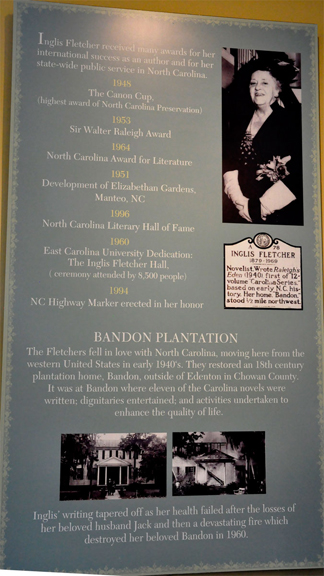 Inglis Fletcher received many awards for her
international success as an author and for her
state-wide public service in North Carolina.
1948
The Canon Cup,
(highest award of North Carolina Preservation)
1953
Sir Walter Raleigh Award
1964
North Carolina Award for Literature
1951
Development of Elizabethan Gardens,
Manteo, NC
1996
North Carolina Literary Hall of Fame
1960
East Carolina University Dedication:
The Inglis Fletcher Hall,
( ceremony attended by 8,500 people)
1994
NC Highway Marker erected in her honor
A 78
INGLIS FLETCHER
1879-1969
Novelist. Wrote Raleigh's
Eden (1940), first of 12-
volume "Carolina Series,"
based on early N.C. his-
tory. Her home, "Bandon,"
stood ½ mile northwest.
BANDON PLANTATION
The Fletchers fell in love with North Carolina, moving here from the
western United States in early 1940's. They restored an 18th century
plantation home, Bandon, outside of Edenton in Chowan County.
It was at Bandon where eleven of the Carolina novels were
written; dignitaries entertained; and activities undertaken to
enhance the quality of life.
Inglis' writing tapered off as her health failed after the losses of
her beloved husband Jack and then a devastating fire which
destroyed her beloved Bandon in 1960.